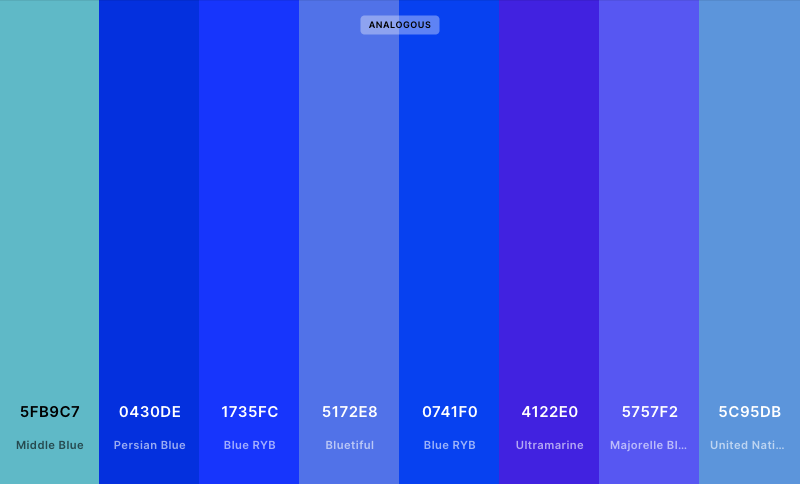 ANALOGOUS
5FB9C7 0430DE 1735FC 5172E8 0741F0 4122E0 5757F2 5C95DB
Middle Blue Persian Blue Blue RYB Bluetiful Blue RYB Ultramarine Majorelle Bl... United Nati...